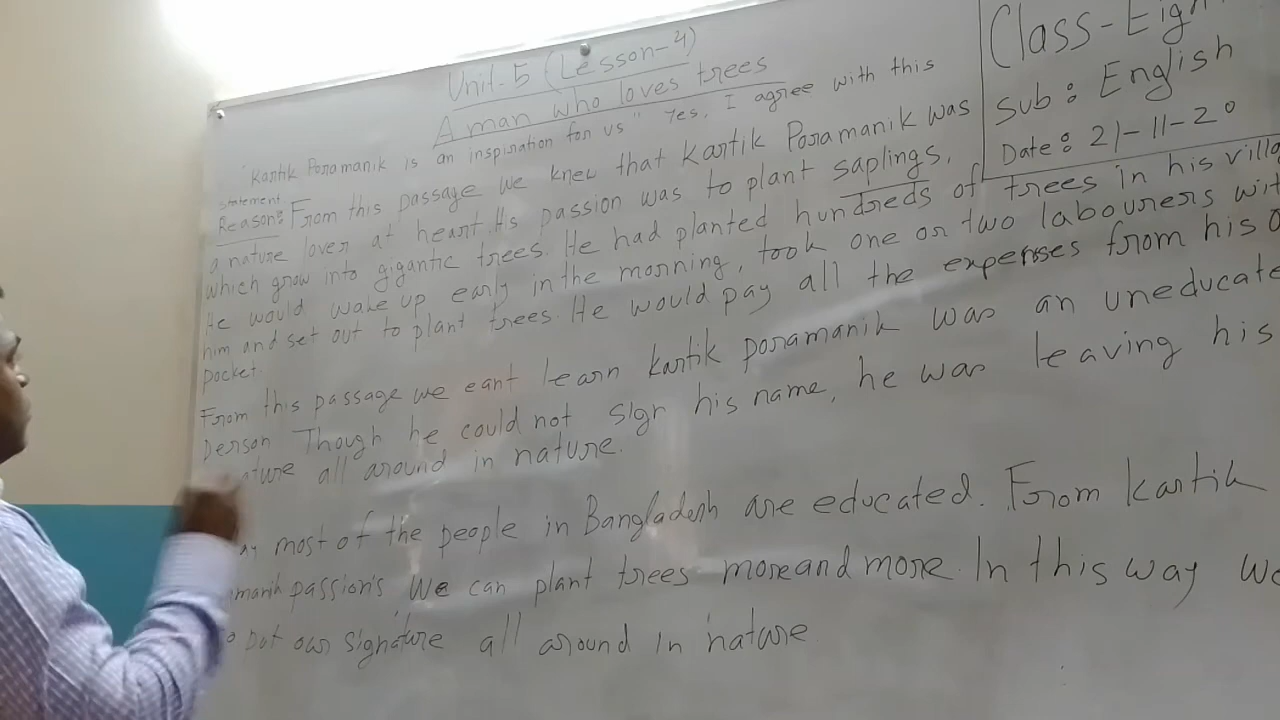 Unit-5 (Lesson-4)
A man who loves trees
Class-Eigh
Sub: English
Date: 21-11-20
"Kartik Poramanik is an inspiration for us" Yes, I agree with this
statement
Reason: From this passage we knew that Kartik Poramanik was
a nature lover at heart. His passion was to plant saplings,
which grow into gigantic trees. He had planted hundreds of trees in his villa
He would wake up early in the morning, took one or two labourers wit
him and set out to plant trees. He would pay all the expenses from his o
pocket.
From this passage we learn Kartik poramanik was an uneducate
person Though he could not sign his name, he was leaving his
ature all around in nature.
ay most of the people in Bangladesh are educated. From Kartik
manik passion's We can plant trees more and more. In this way we
put our signature all around in nature